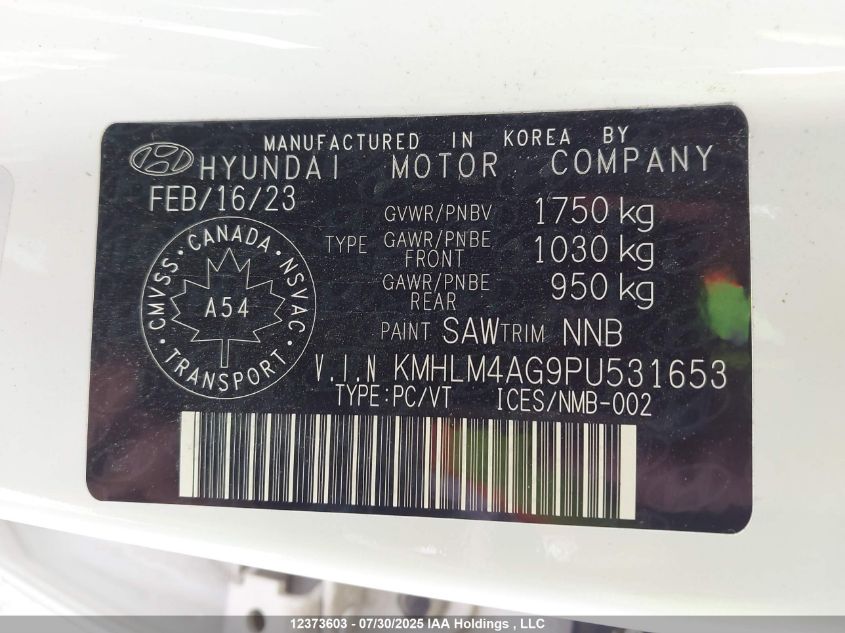 MANUFACTURED IN KOREA BY
HYUNDAI MOTOR COMPANY
FEB/16/23
GVWR/PNBV 1750 kg
TYPE GAWR/PNBE FRONT 1030 kg
GAWR/PNBE REAR 950 kg
CMVSS · CANADA · NSVAC
A54
TRANSPORT
PAINT SAW TRIM NNB
V.I.N KMHLM4AG9PU531653
TYPE:PC/VT ICES/NMB-002
12373603 - 07/30/2025 IAA Holdings , LLC